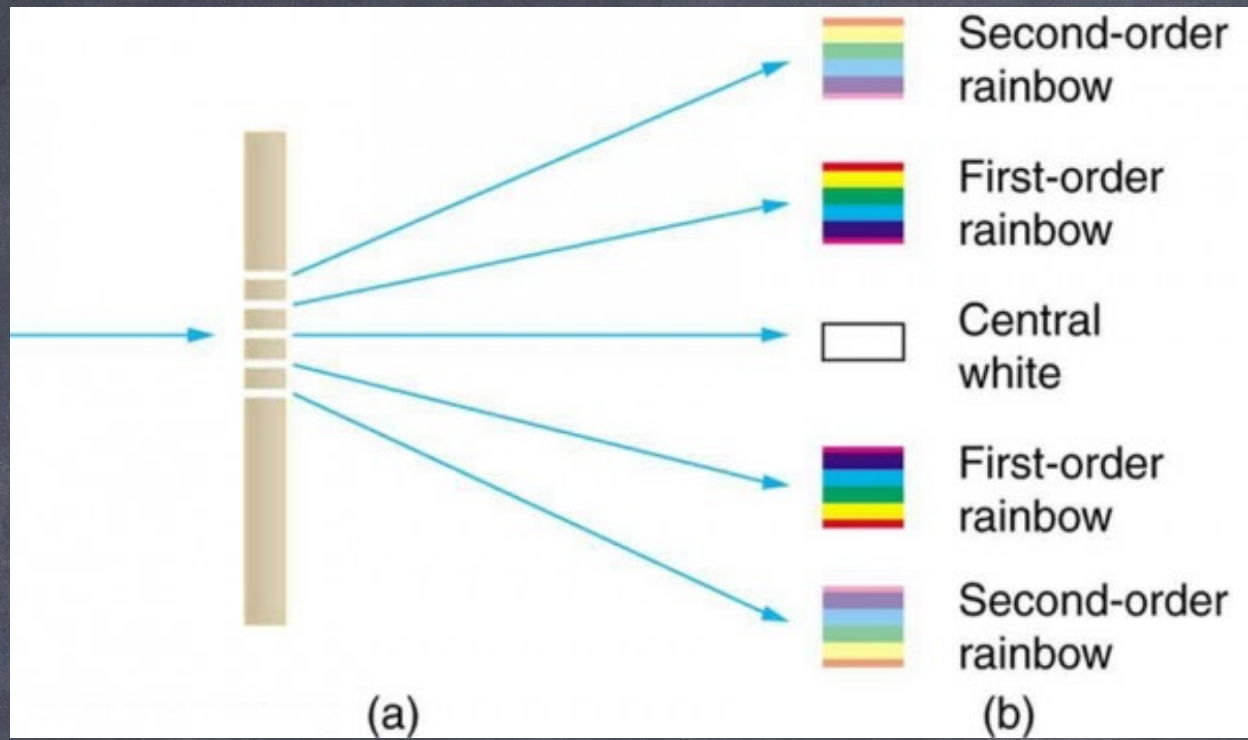 Second-order
rainbow
First-order
rainbow
Central
white
First-order
rainbow
Second-order
rainbow
(a)
(b)